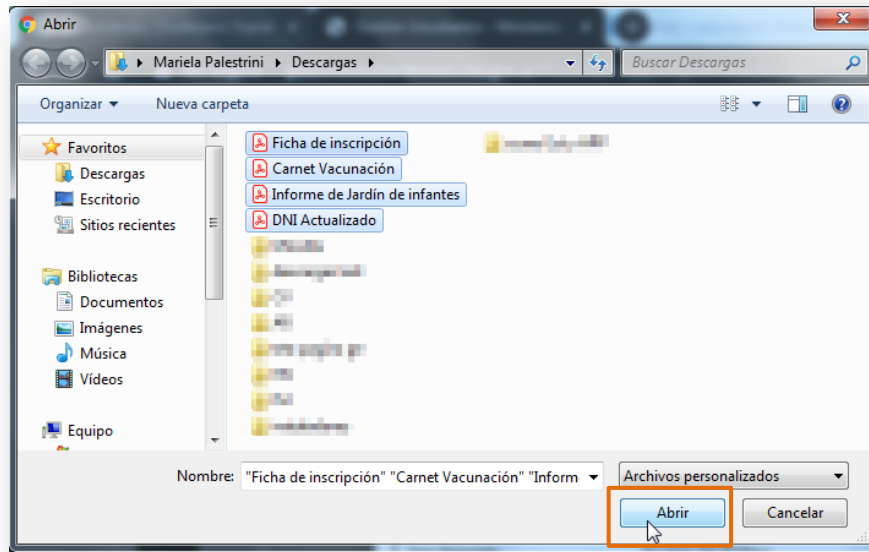 Abrir
Mariela Palestrini Descargas
Buscar Descargas
Organizar Nueva carpeta
Favoritos
Descargas
Escritorio
Sitios recientes
Bibliotecas
Documentos
Imágenes
Música
Vídeos
Equipo
Ficha de inscripción
Carnet Vacunación
Informe de Jardín de infantes
DNI Actualizado
Nombre: "Ficha de inscripción" "Carnet Vacunación" "Inform
Archivos personalizados
Abrir Cancelar